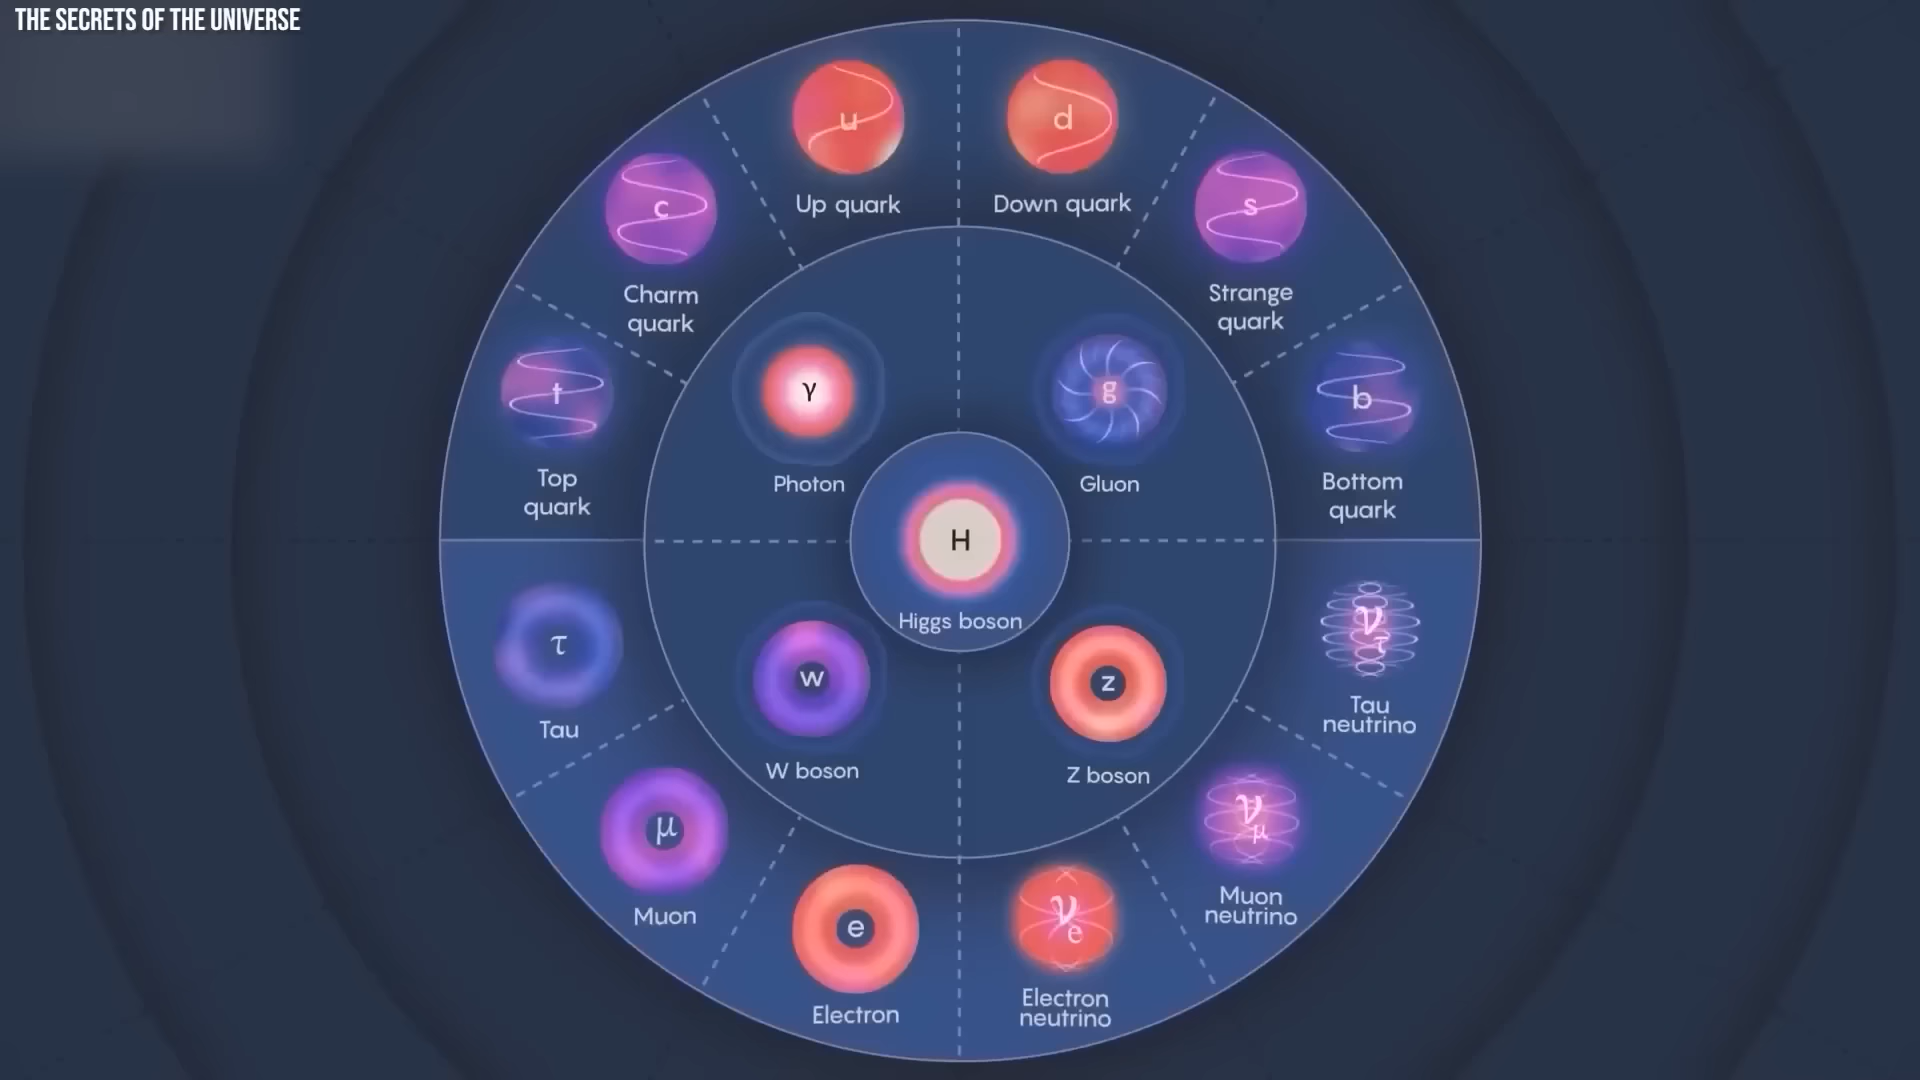 THE SECRETS OF THE UNIVERSE
u
d
Up quark
Down quark
c
s
Charm
quark
Strange
quark
t
b
Top
quark
Bottom
quark
γ
g
Photon
Gluon
H
Higgs boson
τ
ν
τ
Tau
Tau
neutrino
w
z
W boson
Z boson
μ
ν
μ
Muon
Muon
neutrino
e
ν
e
Electron
Electron
neutrino